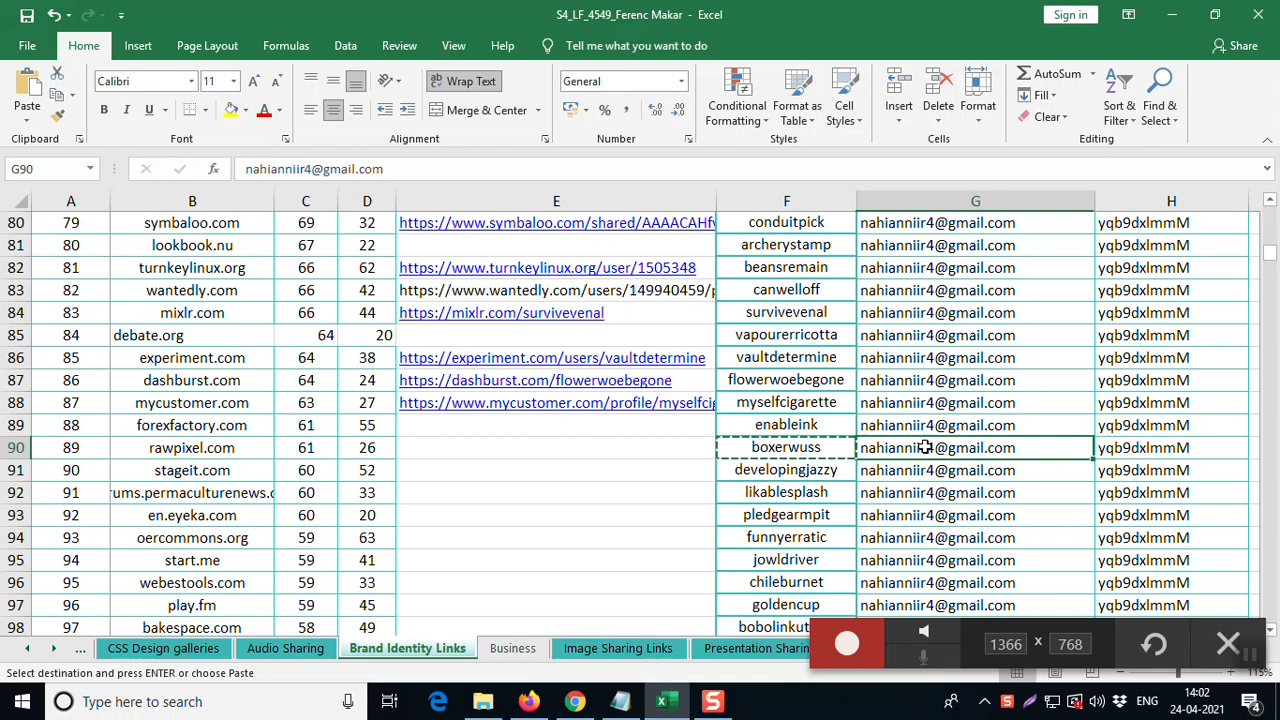 S4_LF_4549_Ferenc Makar - Excel
Sign in
File Home Insert Page Layout Formulas Data Review View Help Tell me what you want to do Share
Paste
Calibri 11
B I U
Wrap Text
Merge & Center
General
Conditional Formatting
Format as Table
Cell Styles
Insert Delete Format
AutoSum
Fill
Clear
Sort & Filter
Find & Select
Clipboard Font Alignment Number Styles Cells Editing
G90 fx nahianniir4@gmail.com
A B C D E F G H
80 79 symbaloo.com 69 32 https://www.symbaloo.com/shared/AAAACAHf conduitpick nahianniir4@gmail.com yqb9dxlmmM
81 80 lookbook.nu 67 22 archerystamp nahianniir4@gmail.com yqb9dxlmmM
82 81 turnkeylinux.org 66 62 https://www.turnkeylinux.org/user/1505348 beansremain nahianniir4@gmail.com yqb9dxlmmM
83 82 wantedly.com 66 42 https://www.wantedly.com/users/149940459/p canwelloff nahianniir4@gmail.com yqb9dxlmmM
84 83 mixlr.com 66 44 https://mixlr.com/survivevenal survivevenal nahianniir4@gmail.com yqb9dxlmmM
85 84 debate.org 64 20 vapourerricotta nahianniir4@gmail.com yqb9dxlmmM
86 85 experiment.com 64 38 https://experiment.com/users/vaultdetermine vaultdetermine nahianniir4@gmail.com yqb9dxlmmM
87 86 dashburst.com 64 24 https://dashburst.com/flowerwoebegone flowerwoebegone nahianniir4@gmail.com yqb9dxlmmM
88 87 mycustomer.com 63 27 https://www.mycustomer.com/profile/myselfcig myselfcigarette nahianniir4@gmail.com yqb9dxlmmM
89 88 forexfactory.com 61 55 enableink nahianniir4@gmail.com yqb9dxlmmM
90 89 rawpixel.com 61 26 boxerwuss nahianniir4@gmail.com yqb9dxlmmM
91 90 stageit.com 60 52 developingjazzy nahianniir4@gmail.com yqb9dxlmmM
92 91 rums.permaculturenews.o 60 33 likablesplash nahianniir4@gmail.com yqb9dxlmmM
93 92 en.eyeka.com 60 20 pledgearmpit nahianniir4@gmail.com yqb9dxlmmM
94 93 oercommons.org 59 63 funnyerratic nahianniir4@gmail.com yqb9dxlmmM
95 94 start.me 59 41 jowldriver nahianniir4@gmail.com yqb9dxlmmM
96 95 webestools.com 59 33 chileburnet nahianniir4@gmail.com yqb9dxlmmM
97 96 play.fm 59 45 goldencup nahianniir4@gmail.com yqb9dxlmmM
98 97 bakespace.com 58 49 bobolinkut
... CSS Design galleries Audio Sharing Brand Identity Links Business Image Sharing Links Presentation Sharin
1366 x 768
Select destination and press ENTER or choose Paste
115%
Type here to search
ENG
14:02
24-04-2021
4